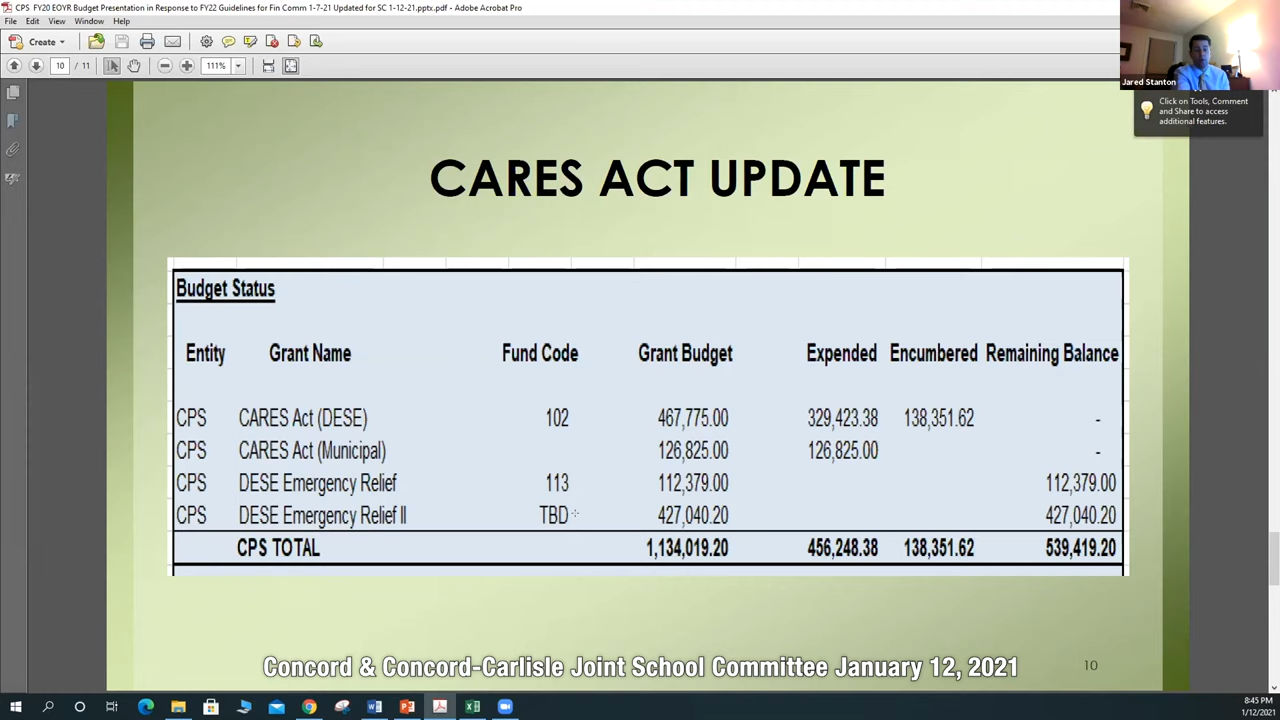 CPS FY20 EOYR Budget Presentation in Response to FY22 Guidelines for Fin Comm 1-7-21 Updated for SC 1-12-21.pptx.pdf - Adobe Acrobat Pro
File Edit View Window Help
Create
10 / 11 111%
Jared Stanton
Click on Tools, Comment
and Share to access
additional features.
CARES ACT UPDATE
Budget Status
Entity Grant Name Fund Code Grant Budget Expended Encumbered Remaining Balance
CPS CARES Act (DESE) 102 467,775.00 329,423.38 138,351.62 -
CPS CARES Act (Municipal) 126,825.00 126,825.00 -
CPS DESE Emergency Relief 113 112,379.00 112,379.00
CPS DESE Emergency Relief II TBD 427,040.20 427,040.20
CPS TOTAL 1,134,019.20 456,248.38 138,351.62 539,419.20
Concord & Concord-Carlisle Joint School Committee January 12, 2021
10
8:45 PM
1/12/2021